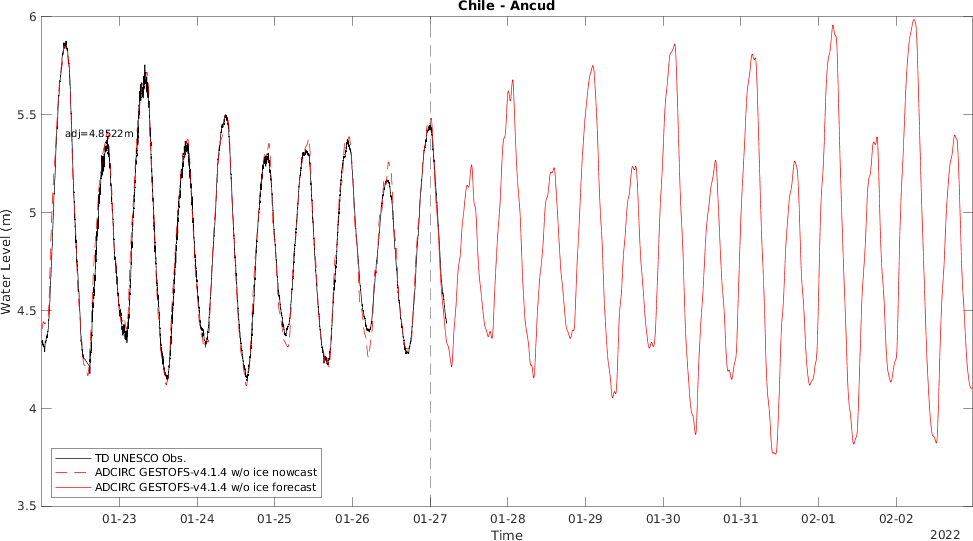 Chile - Ancud
6
5.5
5
4.5
4
3.5
Water Level (m)
adj=4.8522m
TD UNESCO Obs.
ADCIRC GESTOFS-v4.1.4 w/o ice nowcast
ADCIRC GESTOFS-v4.1.4 w/o ice forecast
01-23 01-24 01-25 01-26 01-27 01-28 01-29 01-30 01-31 02-01 02-02
Time
2022